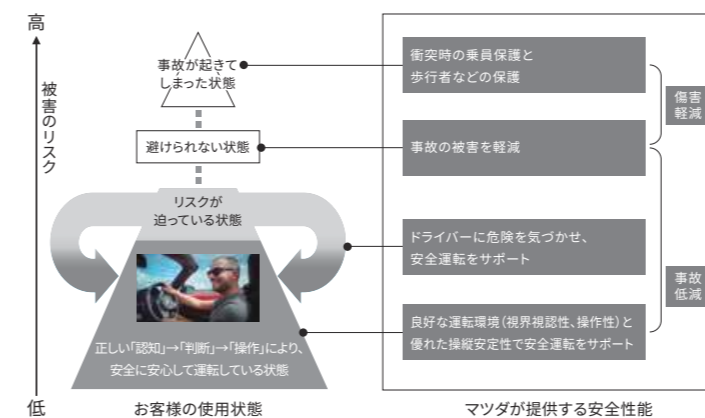 高
被害のリスク
低
事故が起きて
しまった状態
避けられない状態
リスクが
迫っている状態
正しい「認知」→「判断」→「操作」により、
安全に安心して運転している状態
お客様の使用状態
衝突時の乗員保護と
歩行者などの保護
事故の被害を軽減
ドライバーに危険を気づかせ、
安全運転をサポート
良好な運転環境（視界視認性、操作性）と
優れた操縦安定性で安全運転をサポート
傷害
軽減
事故
低減
マツダが提供する安全性能